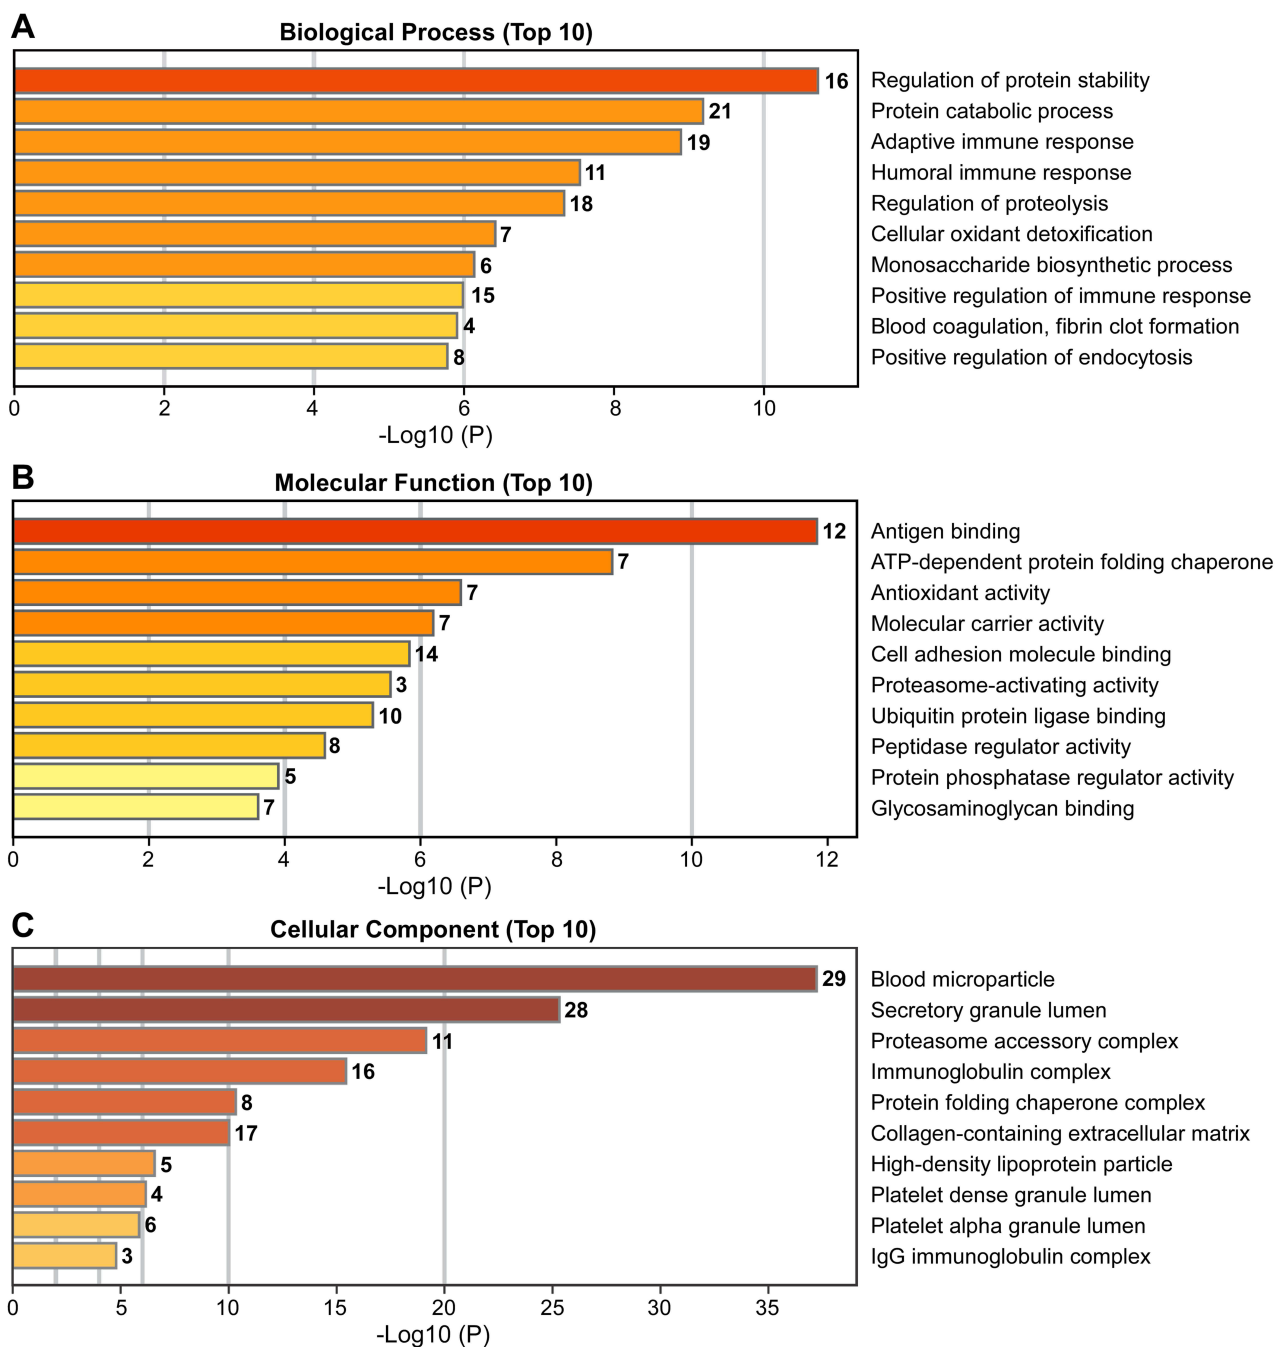 A
Biological Process (Top 10)
16 Regulation of protein stability
21 Protein catabolic process
19 Adaptive immune response
11 Humoral immune response
18 Regulation of proteolysis
7 Cellular oxidant detoxification
6 Monosaccharide biosynthetic process
15 Positive regulation of immune response
4 Blood coagulation, fibrin clot formation
8 Positive regulation of endocytosis
0 2 4 6 8 10
-Log10 (P)
B
Molecular Function (Top 10)
12 Antigen binding
7 ATP-dependent protein folding chaperone
7 Antioxidant activity
7 Molecular carrier activity
14 Cell adhesion molecule binding
3 Proteasome-activating activity
10 Ubiquitin protein ligase binding
8 Peptidase regulator activity
5 Protein phosphatase regulator activity
7 Glycosaminoglycan binding
0 2 4 6 8 10 12
-Log10 (P)
C
Cellular Component (Top 10)
29 Blood microparticle
28 Secretory granule lumen
11 Proteasome accessory complex
16 Immunoglobulin complex
8 Protein folding chaperone complex
17 Collagen-containing extracellular matrix
5 High-density lipoprotein particle
4 Platelet dense granule lumen
6 Platelet alpha granule lumen
3 IgG immunoglobulin complex
0 5 10 15 20 25 30 35
-Log10 (P)